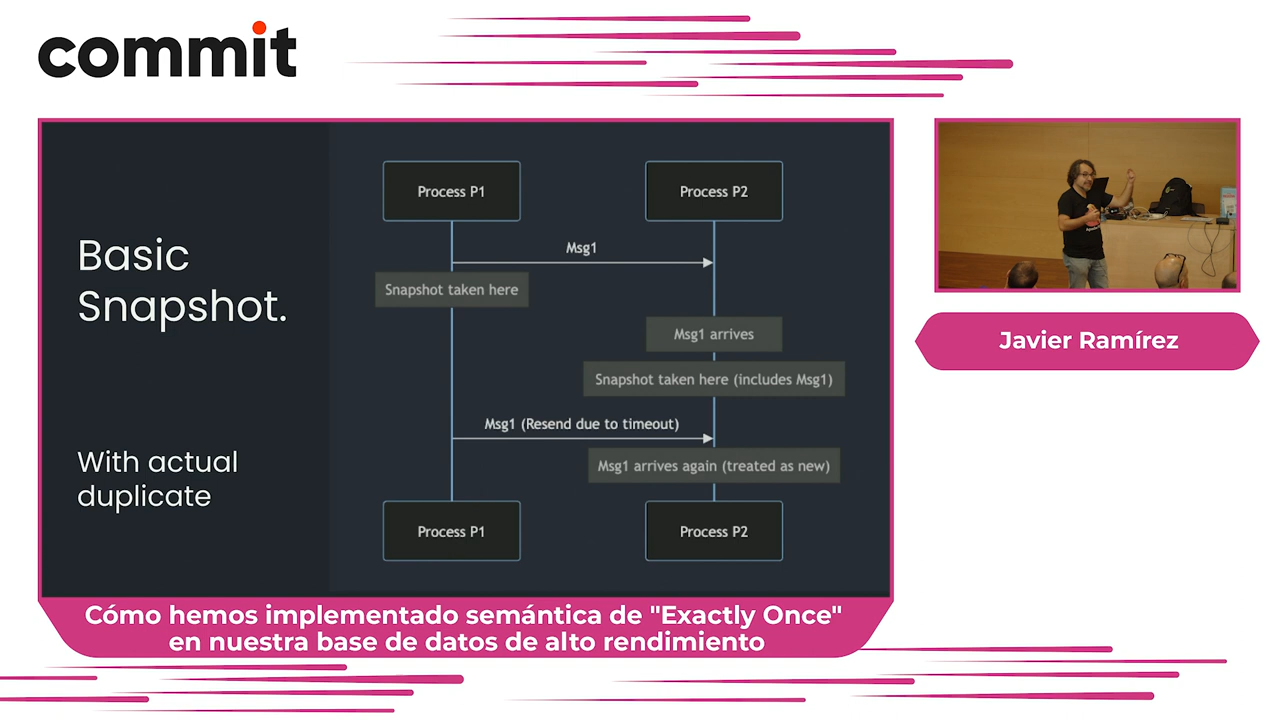 commit
Basic
Snapshot.
With actual
duplicate
Process P1
Process P2
Msg1
Snapshot taken here
Msg1 arrives
Snapshot taken here (includes Msg1)
Msg1 (Resend due to timeout)
Msg1 arrives again (treated as new)
Process P1
Process P2
Javier Ramírez
Cómo hemos implementado semántica de "Exactly Once"
en nuestra base de datos de alto rendimiento